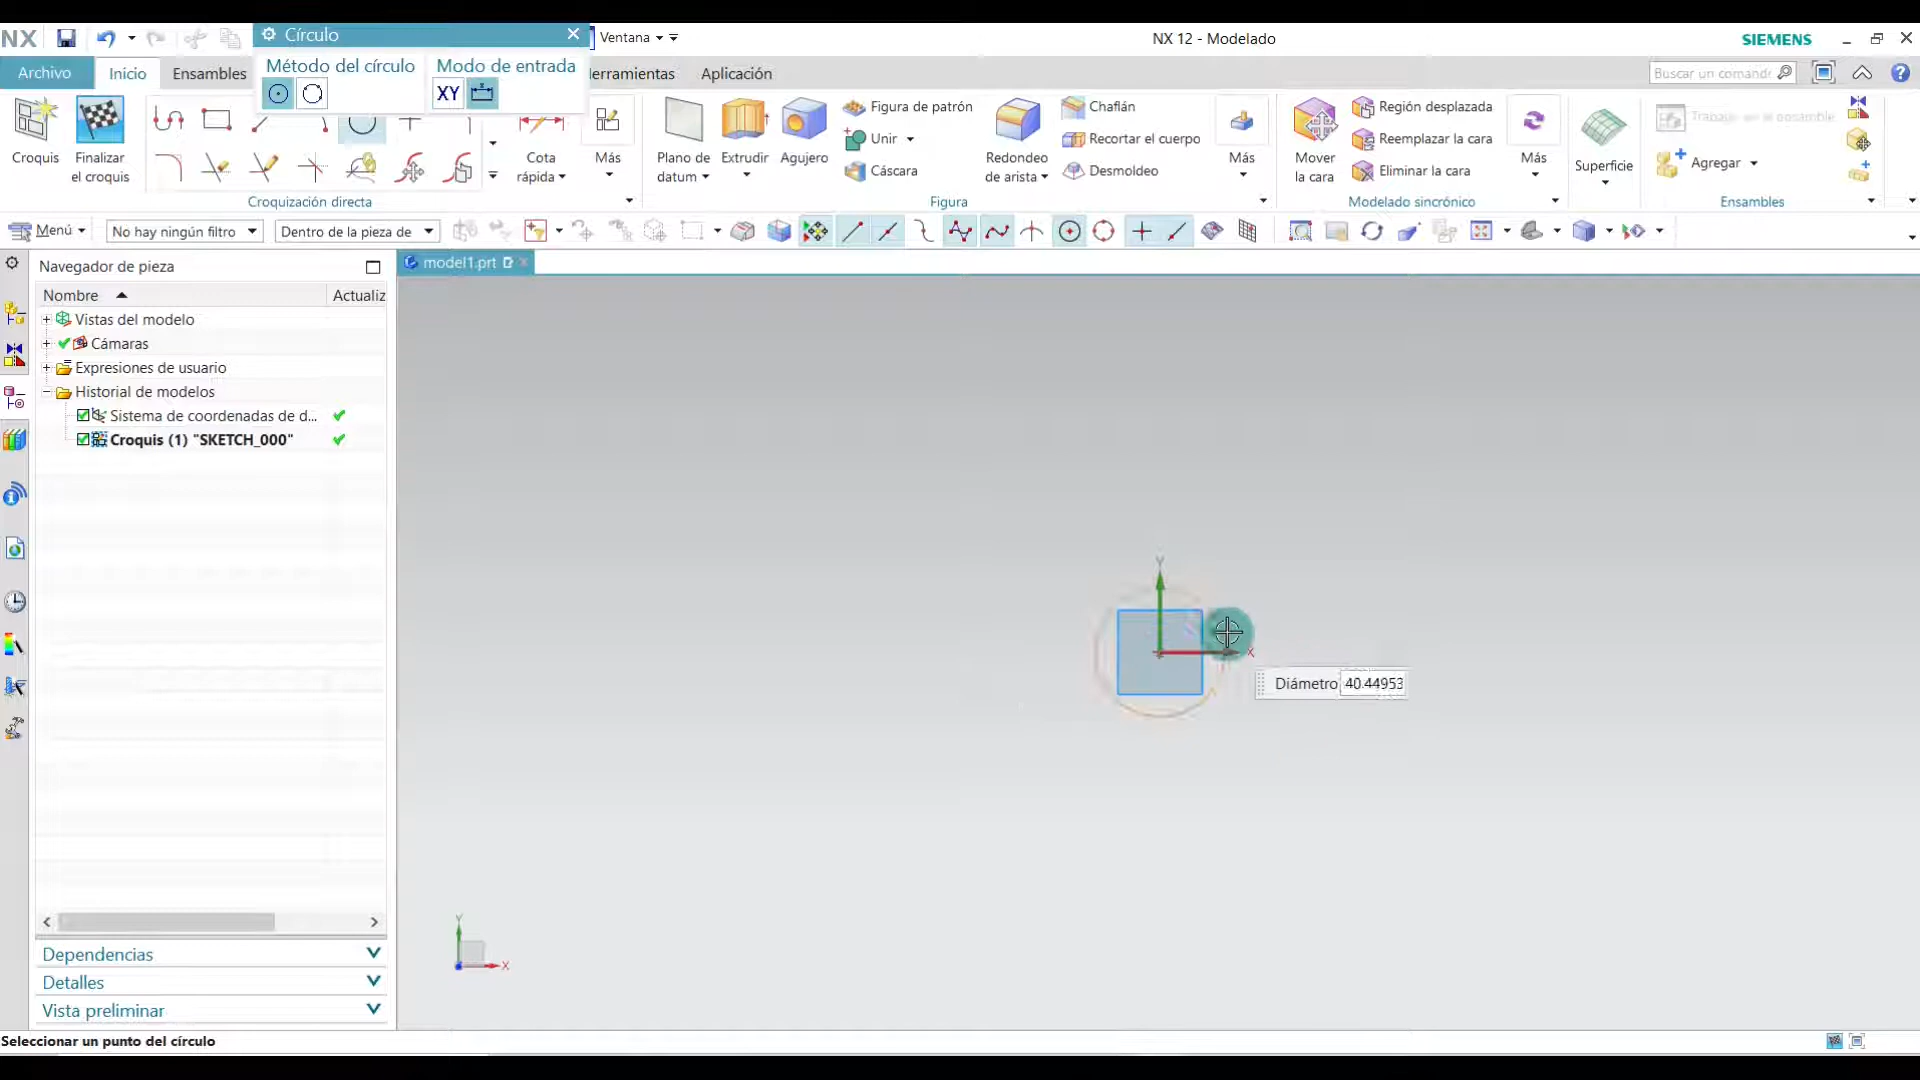 NX
Círculo
Ventana
NX 12 - Modelado
SIEMENS
Archivo
Inicio
Ensambles
Método del círculo
Modo de entrada
XY
erramientas
Aplicación
Buscar un comand
Croquis
Finalizar
el croquis
Cota
rápida
Más
Plano de
datum
Extrudir
Agujero
Figura de patrón
Unir
Cáscara
Redondeo
de arista
Chaflán
Recortar el cuerpo
Desmoldeo
Más
Mover
la cara
Región desplazada
Reemplazar la cara
Eliminar la cara
Más
Superficie
Agregar
Croquización directa
Figura
Modelado sincrónico
Ensambles
Menú
No hay ningún filtro
Dentro de la pieza de
Navegador de pieza
model1.prt
Nombre
Actualiz
Vistas del modelo
Cámaras
Expresiones de usuario
Historial de modelos
Sistema de coordenadas de d...
Croquis (1) "SKETCH_000"
Y
X
Diámetro 40.44953
Y
X
Dependencias
Detalles
Vista preliminar
Seleccionar un punto del círculo